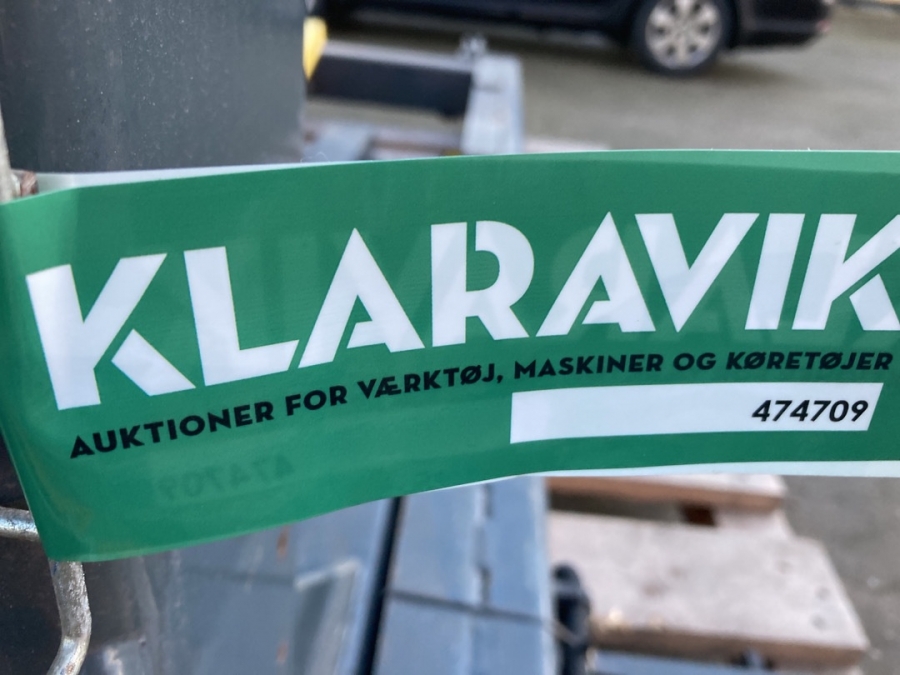 KLARAVIK
AUKTIONER FOR VÆRKTØJ, MASKINER OG KØRETØJER
474709